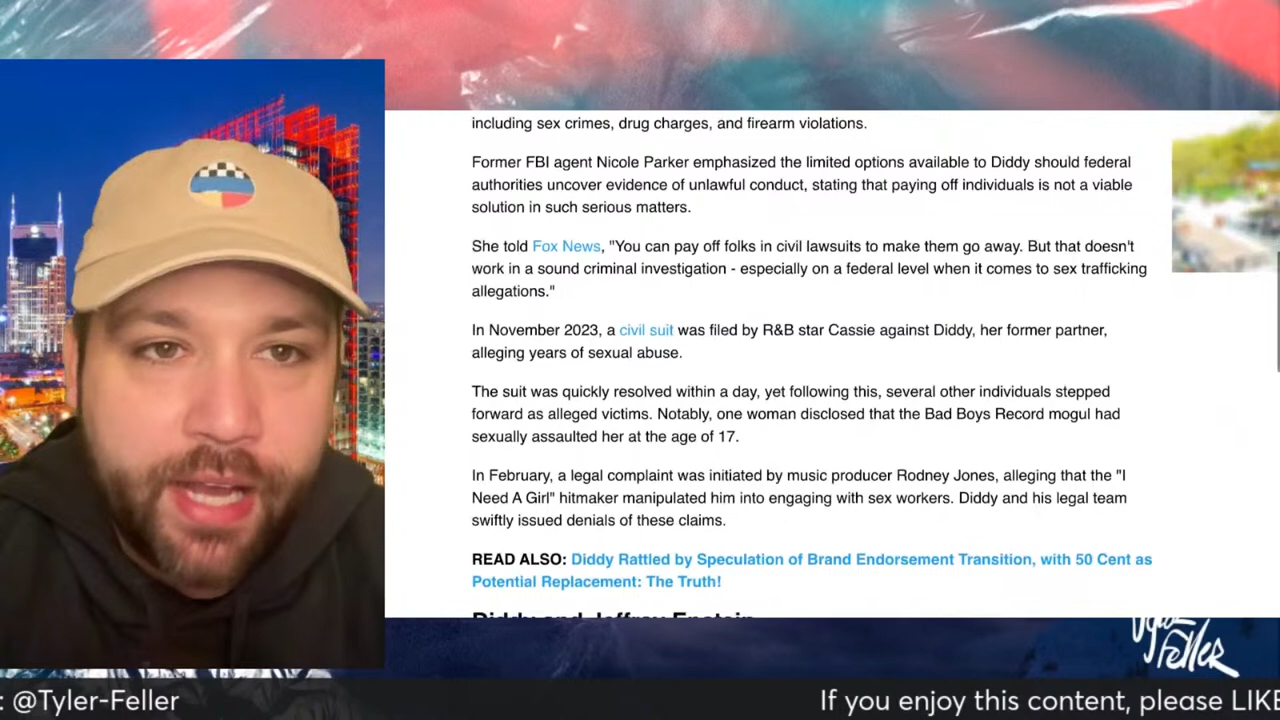 including sex crimes, drug charges, and firearm violations.
Former FBI agent Nicole Parker emphasized the limited options available to Diddy should federal
authorities uncover evidence of unlawful conduct, stating that paying off individuals is not a viable
solution in such serious matters.
She told Fox News, "You can pay off folks in civil lawsuits to make them go away. But that doesn't
work in a sound criminal investigation - especially on a federal level when it comes to sex trafficking
allegations."
In November 2023, a civil suit was filed by R&B star Cassie against Diddy, her former partner,
alleging years of sexual abuse.
The suit was quickly resolved within a day, yet following this, several other individuals stepped
forward as alleged victims. Notably, one woman disclosed that the Bad Boys Record mogul had
sexually assaulted her at the age of 17.
In February, a legal complaint was initiated by music producer Rodney Jones, alleging that the "I
Need A Girl" hitmaker manipulated him into engaging with sex workers. Diddy and his legal team
swiftly issued denials of these claims.
READ ALSO: Diddy Rattled by Speculation of Brand Endorsement Transition, with 50 Cent as
Potential Replacement: The Truth!
Diddy and Jeffrey Epstein
Tyler
Feller
: @Tyler-Feller
If you enjoy this content, please LIKE